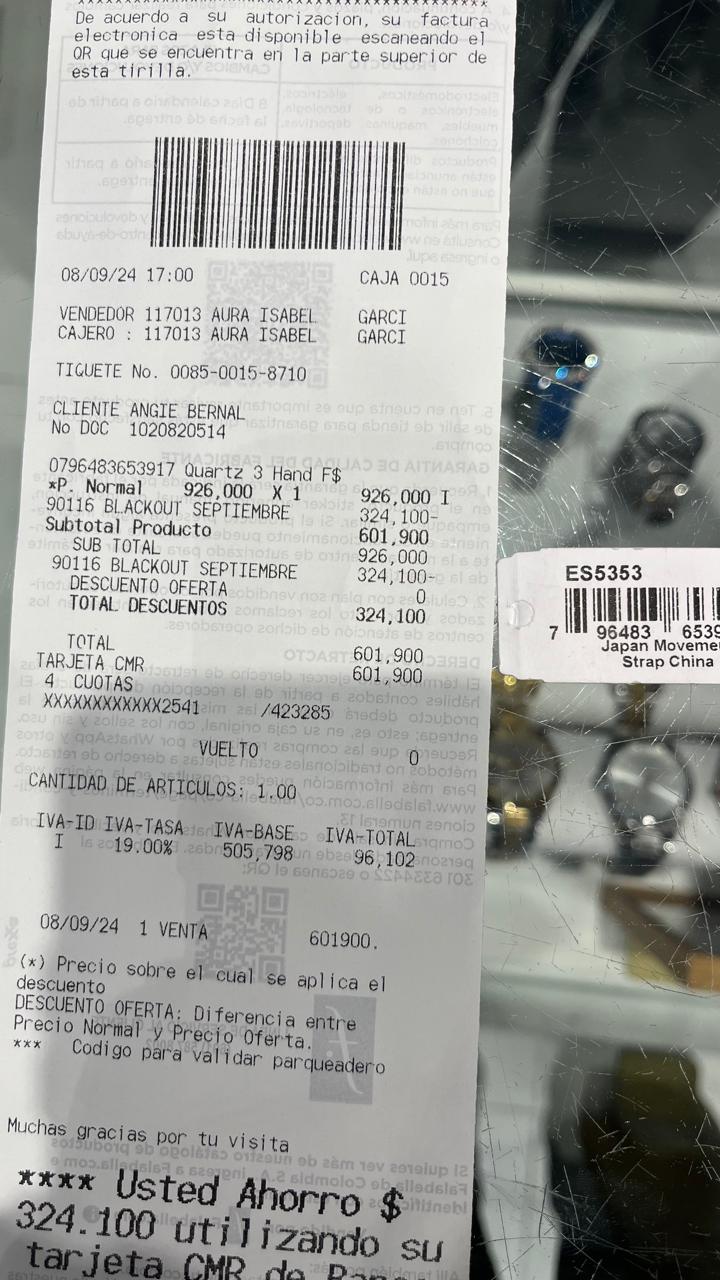 De acuerdo a su autorizacion, su factura
electronica esta disponible escaneando el
QR que se encuentra en la parte superior de
esta tirilla.
08/09/24 17:00 CAJA 0015
VENDEDOR 117013 AURA ISABEL GARCI
CAJERO : 117013 AURA ISABEL GARCI
TIQUETE No. 0085-0015-8710
CLIENTE ANGIE BERNAL
No DOC 1020820514
0796483653917 Quartz 3 Hand F$
*P. Normal 926,000 X 1 926,000 I
90116 BLACKOUT SEPTIEMBRE 324,100-
Subtotal Producto 601,900
SUB TOTAL 926,000
90116 BLACKOUT SEPTIEMBRE 324,100-
DESCUENTO OFERTA 0
TOTAL DESCUENTOS 324,100
TOTAL 601,900
TARJETA CMR 601,900
4 CUOTAS
XXXXXXXXXXXX2541 /423285
VUELTO 0
CANTIDAD DE ARTICULOS: 1.00
IVA-ID IVA-TASA IVA-BASE IVA-TOTAL
I 19.00% 505,798 96,102
08/09/24 1 VENTA 601900.
(*) Precio sobre el cual se aplica el
descuento
DESCUENTO OFERTA: Diferencia entre
Precio Normal y Precio Oferta.
*** Codigo para validar parqueadero
Muchas gracias por tu visita
**** Usted Ahorro $
324.100 utilizando su
tarjeta CMR de
ES5353
7 96483 6539
Japan Moveme
Strap China